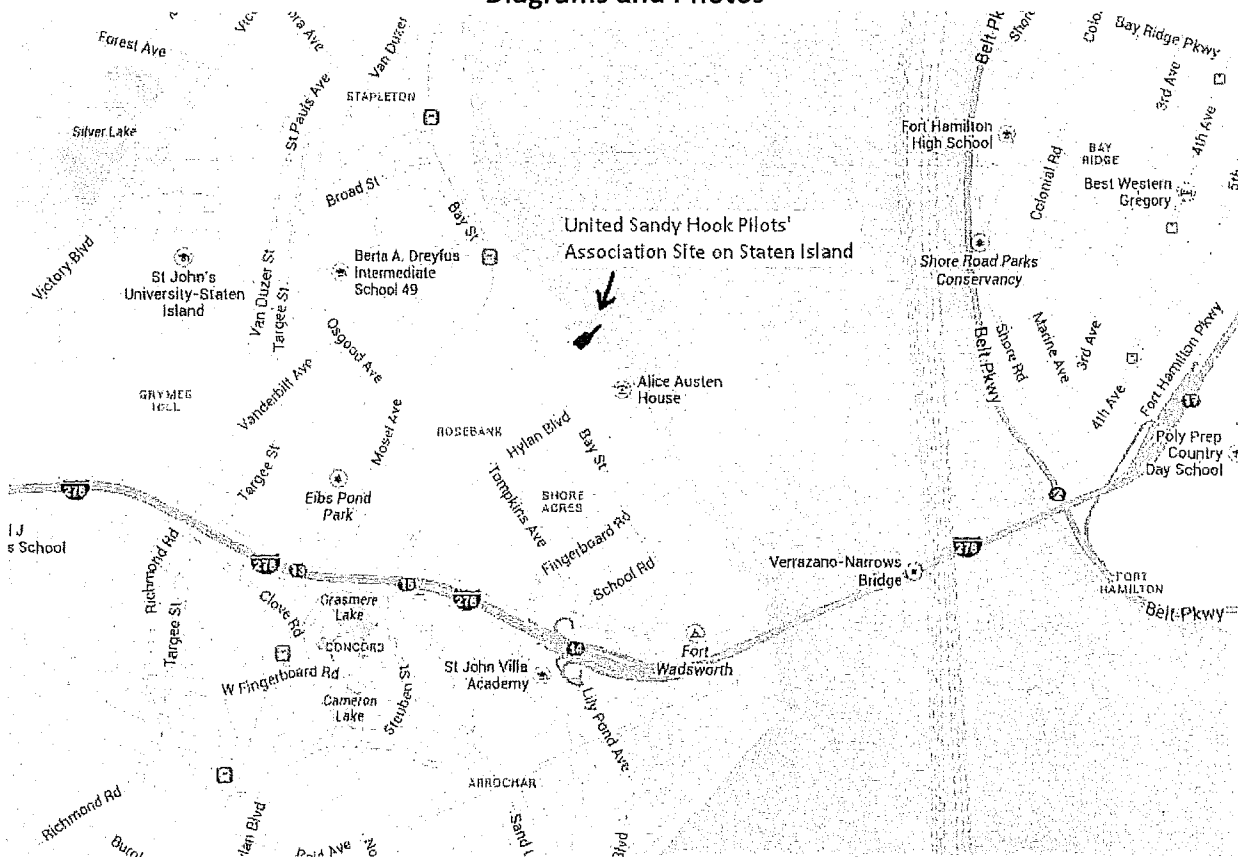 Diagrams and Photos
Forest Ave
Van Duzer
STAPLETON
St Pauls Ave
Silver Lake
Broad St
Bay St
Victory Blvd
St John's
University-Staten
Island
Van Duzer St
Targee St
Berta A. Dreyfus
Intermediate
School 49
United Sandy Hook Pilots'
Association Site on Staten Island
Osgood Ave
Vanderbilt Ave
Mosel Ave
Targee St
Eibs Pond
Park
ROSEBANK
Alice Austen
House
Hylan Blvd
Bay St
Tompkins Ave
SHORE
ACRES
Fingerboard Rd
School Rd
278
s School
Richmond Rd
Targee St
278
13
15
278
Clove Rd
Grasmere
Lake
CONCORD
W Fingerboard Rd
Cameron
Lake
Steuben St
St John Villa
Academy
14
Lily Pond Ave
Fort
Wadsworth
Verrazano-Narrows
Bridge
278
ARROCHAR
Richmond Rd
Blvd
Belt Pkwy
Bay Ridge Pkwy
3rd Ave
4th Ave
Fort Hamilton
High School
Colonial Rd
BAY
RIDGE
Best Western
Gregory
Shore Road Parks
Conservancy
Belt Pkwy
Shore Rd
Marine Ave
3rd Ave
4th Ave
Fort Hamilton Pkwy
17
Poly Prep
Country
Day School
FORT
HAMILTON
Belt Pkwy